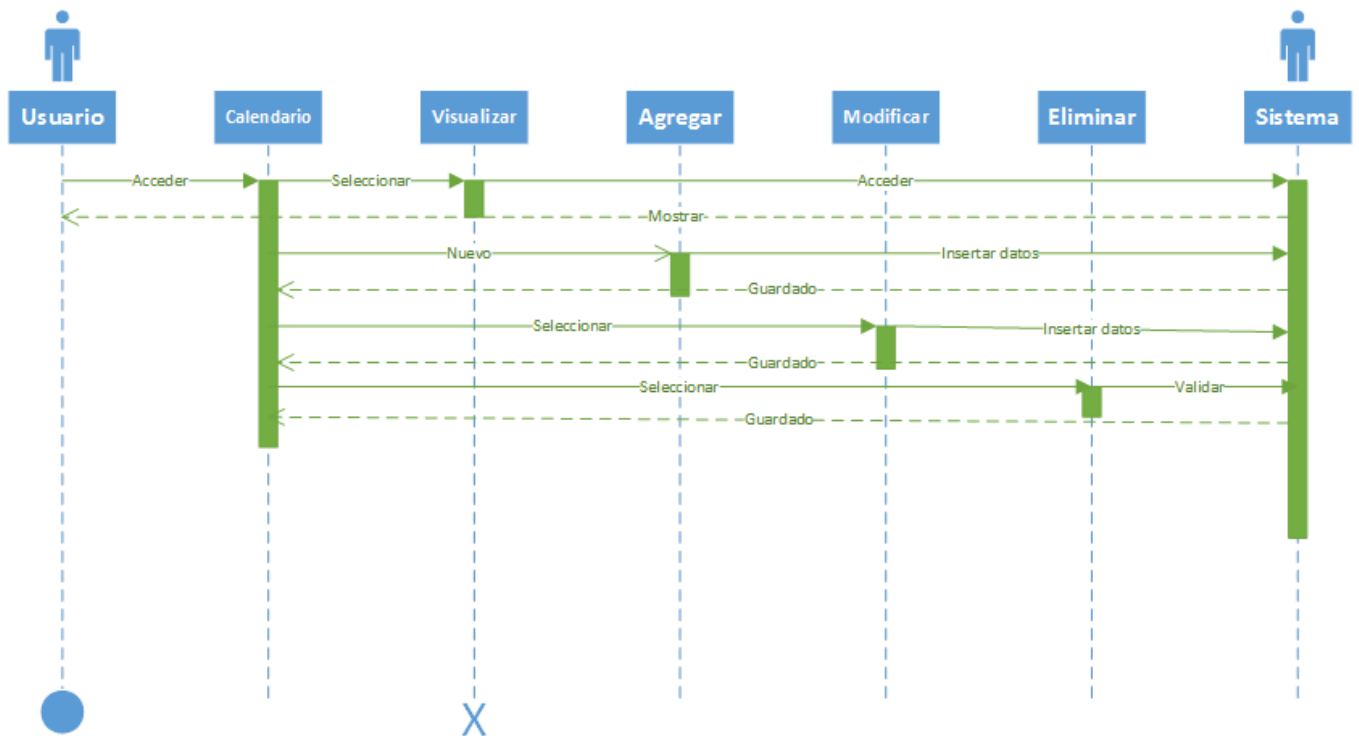 Usuario
Calendario
Visualizar
Agregar
Modificar
Eliminar
Sistema
Acceder
Seleccionar
Acceder
Mostrar
Nuevo
Insertar datos
Guardado
Seleccionar
Insertar datos
Guardado
Seleccionar
Validar
Guardado
X